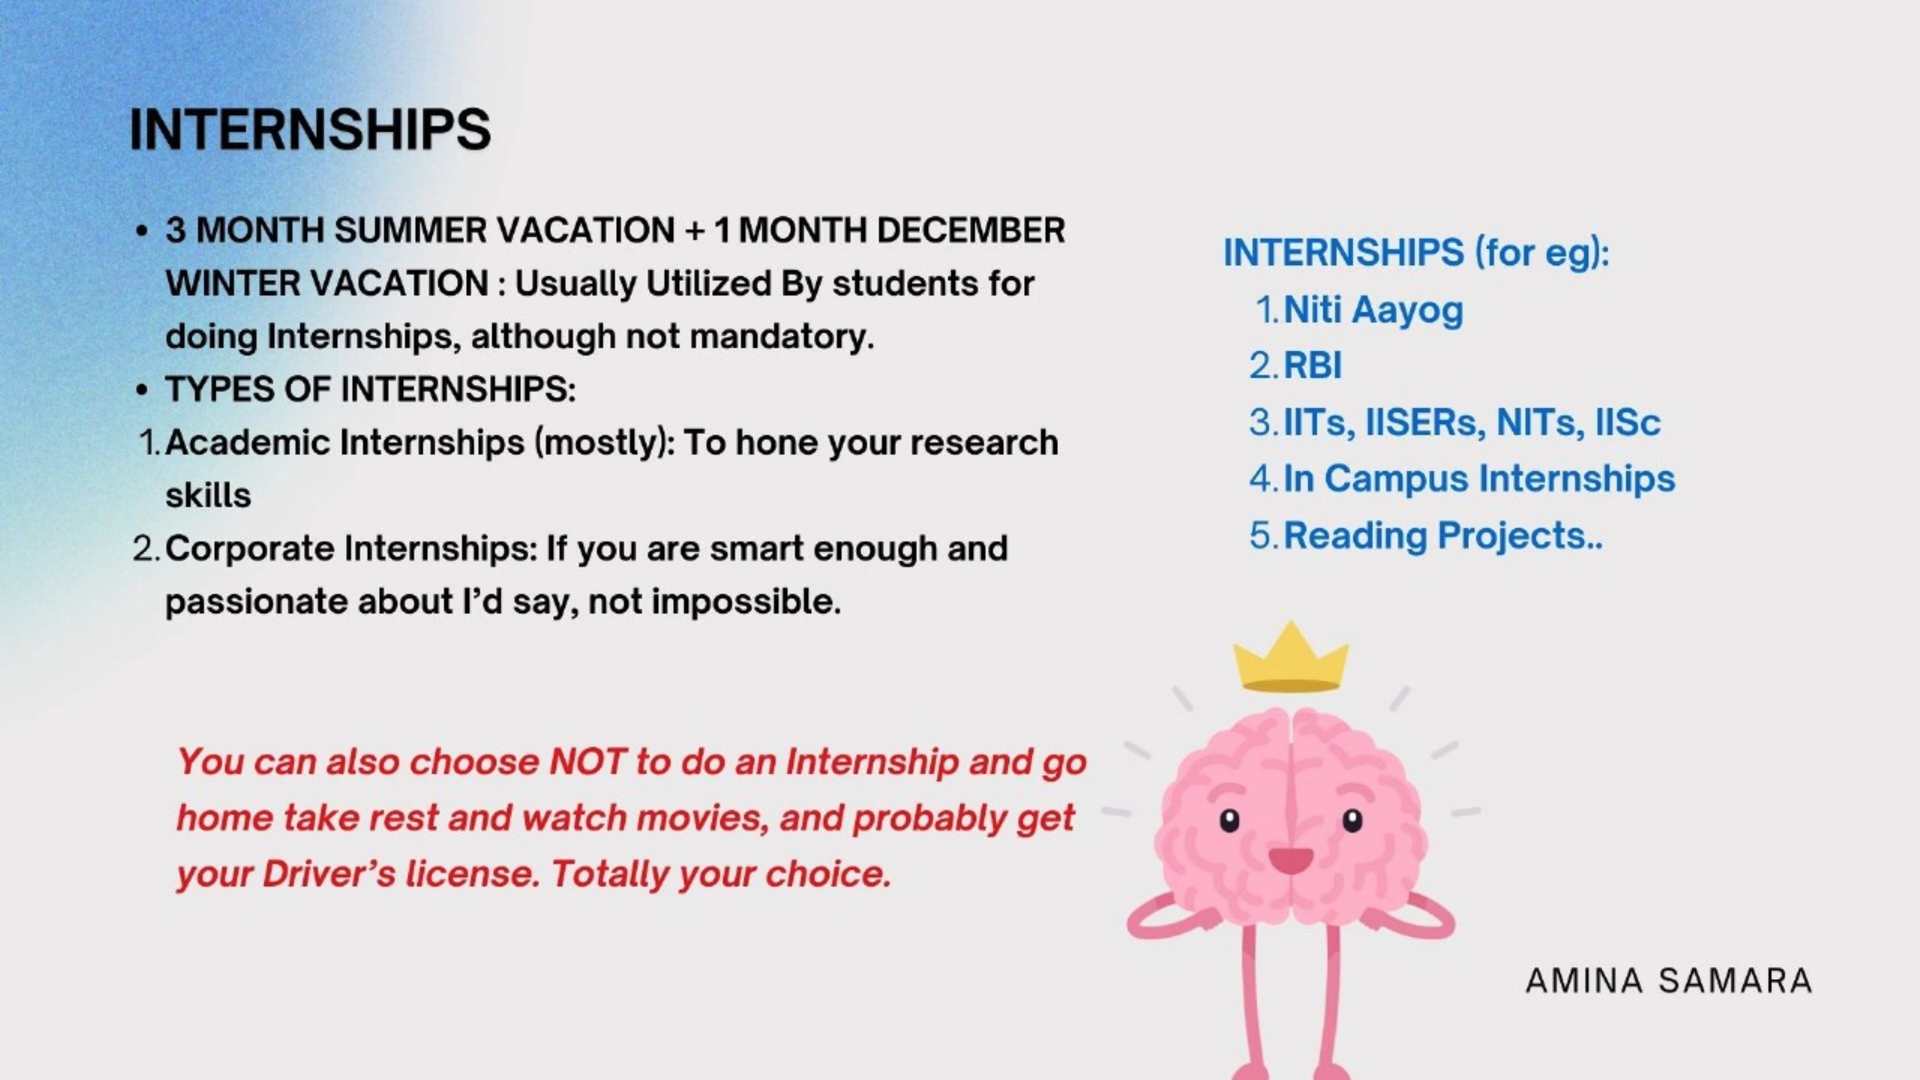 INTERNSHIPS
• 3 MONTH SUMMER VACATION + 1 MONTH DECEMBER
WINTER VACATION : Usually Utilized By students for
doing Internships, although not mandatory.
• TYPES OF INTERNSHIPS:
1. Academic Internships (mostly): To hone your research
skills
2. Corporate Internships: If you are smart enough and
passionate about I’d say, not impossible.
You can also choose NOT to do an Internship and go
home take rest and watch movies, and probably get
your Driver’s license. Totally your choice.
INTERNSHIPS (for eg):
1. Niti Aayog
2. RBI
3. IITs, IISERs, NITs, IISc
4. In Campus Internships
5. Reading Projects..
AMINA SAMARA